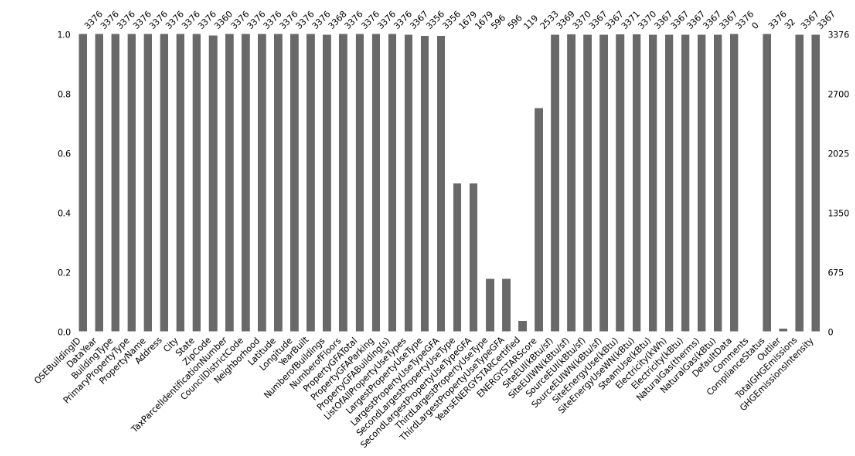 3376
3376
3376
3376
3376
3376
3376
3376
3360
3376
3376
3376
3376
3376
3376
3368
3376
3376
3376
3376
3367
3356
3356
1679
1679
596
596
119
2533
3369
3370
3367
3367
3371
3370
3367
3367
3367
3367
3367
3376
0
3376
32
3367
3367
1.0
3376
0.8
2700
0.6
2025
0.4
1350
0.2
675
0.0
0
OSEBuildingID
DataYear
BuildingType
PrimaryPropertyType
PropertyName
Address
City
State
ZipCode
TaxParcelIdentificationNumber
CouncilDistrictCode
Neighborhood
Latitude
Longitude
YearBuilt
NumberofBuildings
NumberofFloors
PropertyGFATotal
PropertyGFAParking
PropertyGFABuilding(s)
ListOfAllPropertyUseTypes
LargestPropertyUseType
LargestPropertyUseTypeGFA
SecondLargestPropertyUseType
SecondLargestPropertyUseTypeGFA
ThirdLargestPropertyUseType
ThirdLargestPropertyUseTypeGFA
YearsENERGYSTARCertified
ENERGYSTARScore
SiteEUI(kBtu/sf)
SiteEUIWN(kBtu/sf)
SourceEUI(kBtu/sf)
SourceEUIWN(kBtu/sf)
SiteEnergyUse(kBtu)
SiteEnergyUseWN(kBtu)
SteamUse(kBtu)
Electricity(kWh)
Electricity(kBtu)
NaturalGas(therms)
NaturalGas(kBtu)
DefaultData
Comments
ComplianceStatus
Outlier
TotalGHGEmissions
GHGEmissionsIntensity